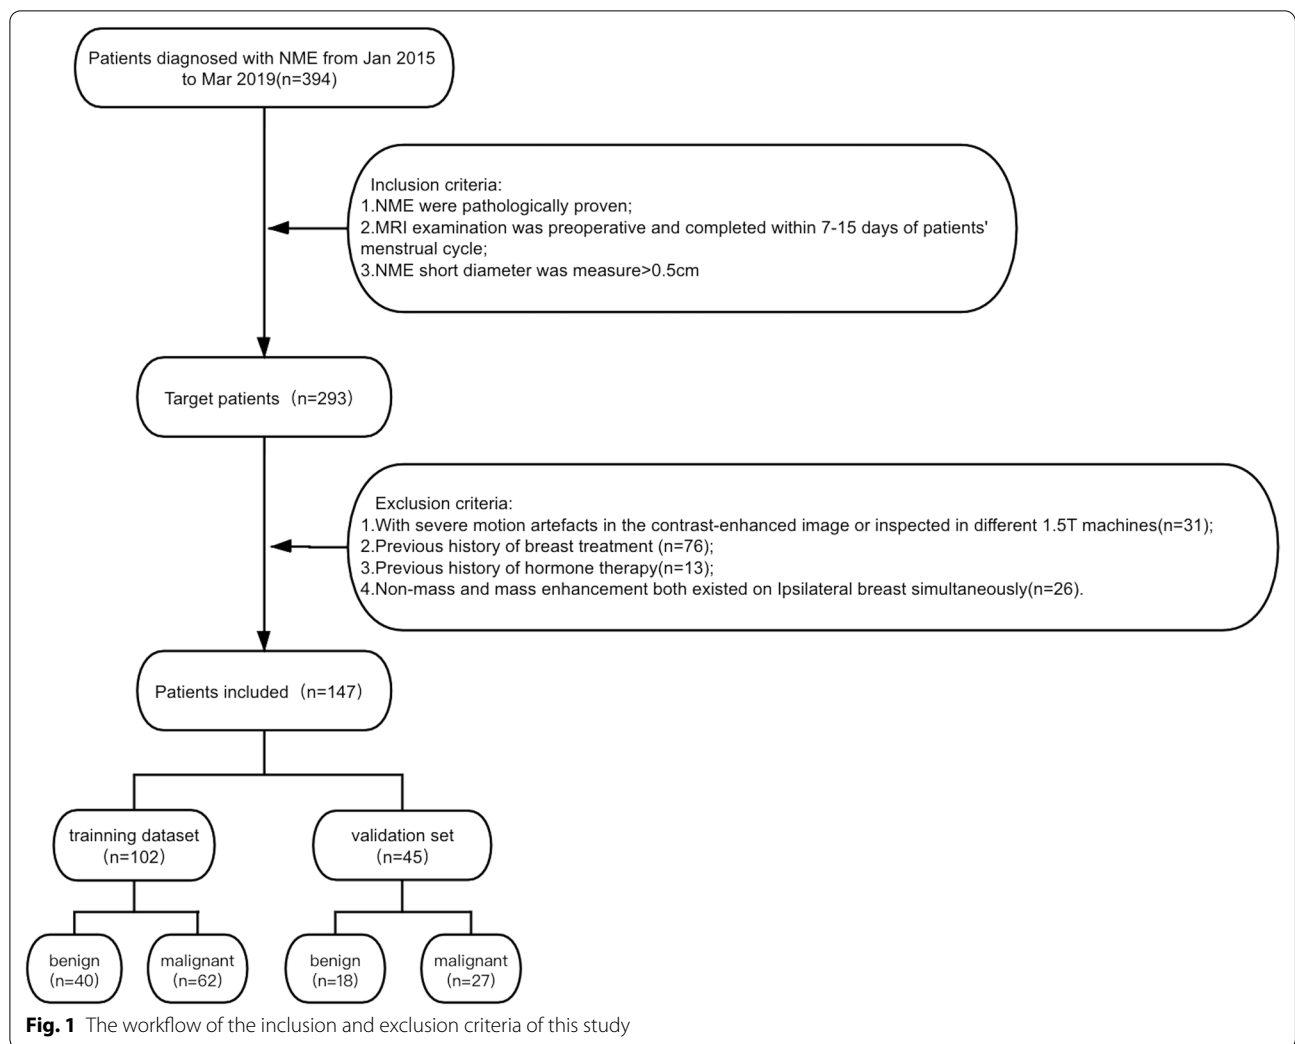 Patients diagnosed with NME from Jan 2015
to Mar 2019(n=394)
Inclusion criteria:
1.NME were pathologically proven;
2.MRI examination was preoperative and completed within 7-15 days of patients'
menstrual cycle;
3.NME short diameter was measure>0.5cm
Target patients（n=293）
Exclusion criteria:
1.With severe motion artefacts in the contrast-enhanced image or inspected in different 1.5T machines(n=31);
2.Previous history of breast treatment (n=76);
3.Previous history of hormone therapy(n=13);
4.Non-mass and mass enhancement both existed on Ipsilateral breast simultaneously(n=26).
Patients included（n=147）
trainning dataset
（n=102）
validation set
（n=45）
benign
（n=40）
malignant
（n=62）
benign
（n=18）
malignant
（n=27）
Fig. 1 The workflow of the inclusion and exclusion criteria of this study